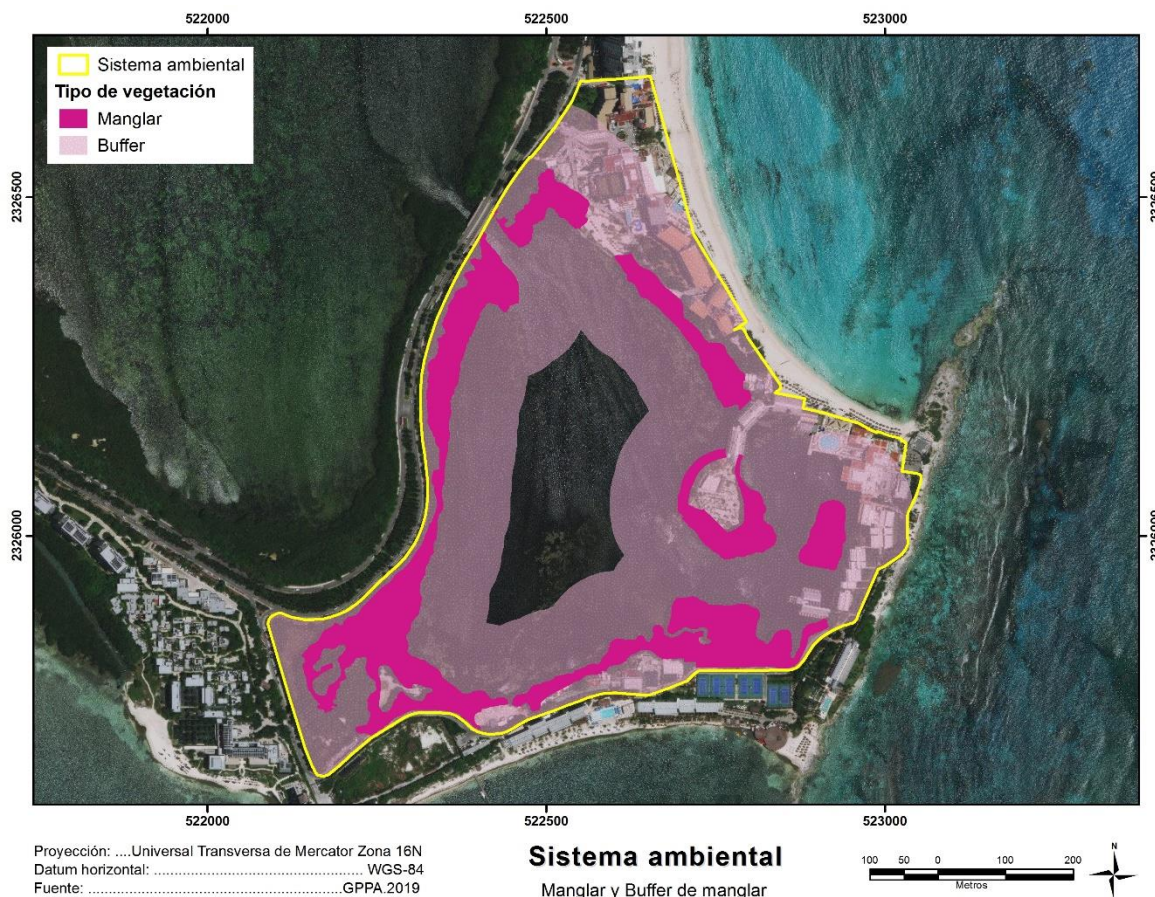 522000 522500 523000
Sistema ambiental
Tipo de vegetación
Manglar
Buffer
2326500 2326500
2326000 2326000
522000 522500 523000
Proyección: ....Universal Transversa de Mercator Zona 16N
Datum horizontal: ........................................ WGS-84
Fuente: ..............................................GPPA.2019
Sistema ambiental
Manglar y Buffer de manglar
100 50 0 100 200
Metros
N